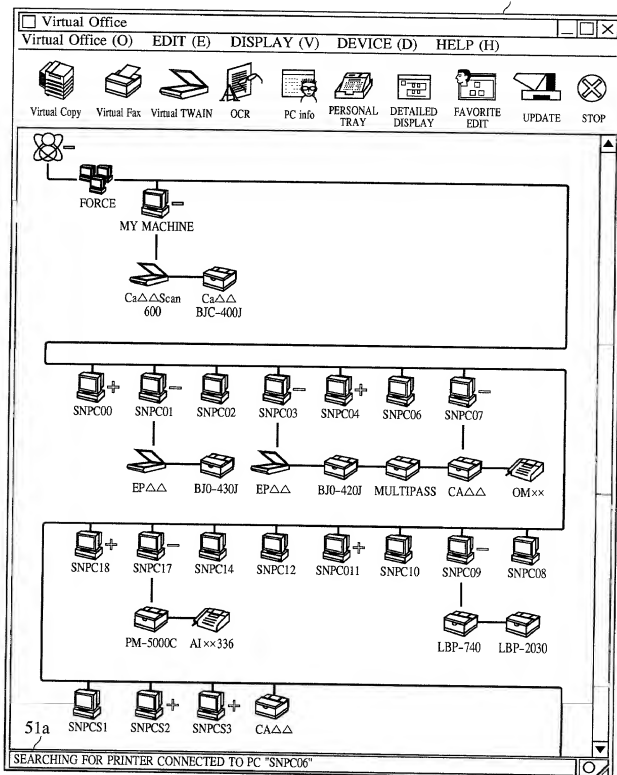 Virtual Office
Virtual Office (O) EDIT (E) DISPLAY (V) DEVICE (D) HELP (H)
Virtual Copy Virtual Fax Virtual TWAIN OCR PC info PERSONAL TRAY DETAILED DISPLAY FAVORITE EDIT UPDATE STOP
FORCE
MY MACHINE
Ca△△Scan 600 Ca△△ BJC-400J
SNPC00 SNPC01 SNPC02 SNPC03 SNPC04 SNPC06 SNPC07
EP△△ BJ0-430J EP△△ BJ0-420J MULTIPASS CA△△ OM××
SNPC18 SNPC17 SNPC14 SNPC12 SNPC011 SNPC10 SNPC09 SNPC08
PM-5000C AI××336 LBP-740 LBP-2030
SNPCS1 SNPCS2 SNPCS3 CA△△
51a
SEARCHING FOR PRINTER CONNECTED TO PC "SNPC06"